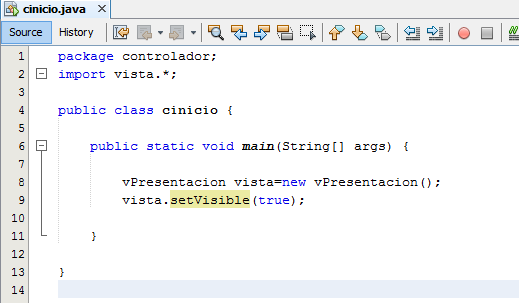 cinicio.java
Source History
1 package controlador;
2 import vista.*;
3
4 public class cinicio {
5
6 public static void main(String[] args) {
7
8 vPresentacion vista=new vPresentacion();
9 vista.setVisible(true);
10
11 }
12
13 }
14